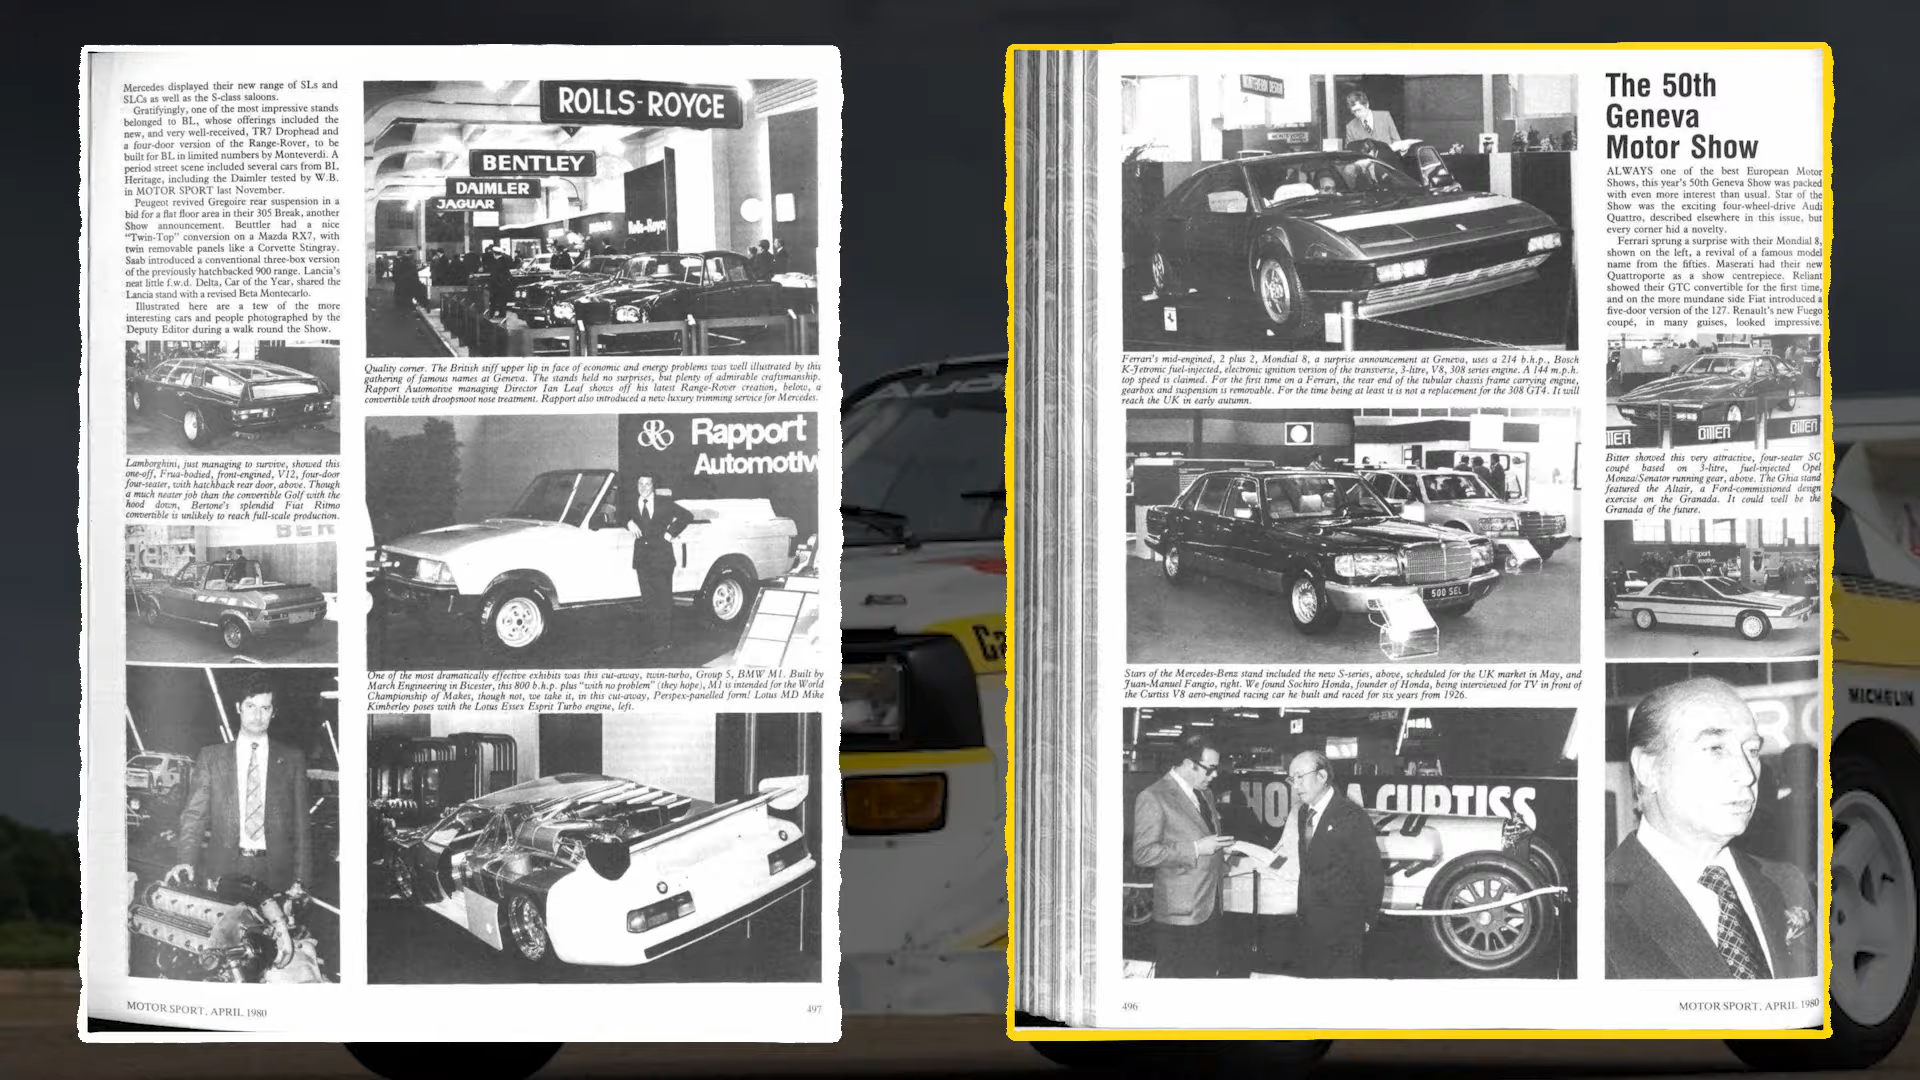 Mercedes displayed their new range of SLs and
SLCs as well as the S-class saloons.
Gratifyingly, one of the most impressive stands
belonged to BL, whose offerings included the
new, and very well-received, TR7 Drophead and
a four-door version of the Range-Rover, to be
built for BL in limited numbers by Monteverdi. A
period street scene included several cars from BL
Heritage, including the Daimler tested by W.B.
in MOTOR SPORT last November.
Peugeot revived Gregoire rear suspension in a
bid for a flat floor area in their 305 Break, another
Show announcement. Beuttler had a nice
"Twin-Top" conversion on a Mazda RX7, with
twin removable panels like a Corvette Stingray.
Saab introduced a conventional three-box version
of the previously hatchbacked 900 range. Lancia's
neat little f.w.d. Delta, Car of the Year, shared the
Lancia stand with a revised Beta Montecarlo.
Illustrated here are a few of the more
interesting cars and people photographed by the
Deputy Editor during a walk round the Show.
Lamborghini, just managing to survive, showed this
one-off, Frua-bodied, front-engined, V12, four-door
four-seater, with hatchback rear door, above. Though
a much neater job than the convertible Golf with the
hood down, Bertone's splendid Fiat Ritmo
convertible is unlikely to reach full-scale production.
BER
MOTOR SPORT, APRIL 1980
ROLLS-ROYCE
BENTLEY
DAIMLER
JAGUAR
Rolls-Royce
Quality corner. The British stiff upper lip in face of economic and energy problems was well illustrated by this
gathering of famous names at Geneva. The stands held no surprises, but plenty of admirable craftsmanship.
Rapport Automotive managing Director Ian Leaf shows off his latest Range-Rover creation, below, a
convertible with droopsnoot nose treatment. Rapport also introduced a new luxury trimming service for Mercedes.
Rapport
Automotiv
One of the most dramatically effective exhibits was this cut-away, twin-turbo, Group 5, BMW M1. Built by
March Engineering in Bicester, this 800 b.h.p. plus "with no problem" (they hope), M1 is intended for the World
Championship of Makes, though not, we take it, in this cut-away, Perspex-panelled form! Lotus MD Mike
Kimberley poses with the Lotus Essex Esprit Turbo engine, left.
497
Ferrari's mid-engined, 2 plus 2, Mondial 8, a surprise announcement at Geneva, uses a 214 b.h.p., Bosch
K-Jetronic fuel-injected, electronic ignition version of the transverse, 3-litre, V8, 308 series engine. A 144 m.p.h.
top speed is claimed. For the first time on a Ferrari, the rear end of the tubular chassis frame carrying engine,
gearbox and suspension is removable. For the time being at least it is not a replacement for the 308 GT4. It will
reach the UK in early autumn.
500 SEL
Stars of the Mercedes-Benz stand included the new S-series, above, scheduled for the UK market in May, and
Juan-Manuel Fangio, right. We found Sochiro Honda, founder of Honda, being interviewed for TV in front of
the Curtiss V8 aero-engined racing car he built and raced for six years from 1926.
CURTISS
496
The 50th
Geneva
Motor Show
ALWAYS one of the best European Motor
Shows, this year's 50th Geneva Show was packed
with even more interest than usual. Star of the
Show was the exciting four-wheel-drive Audi
Quattro, described elsewhere in this issue, but
every corner hid a novelty.
Ferrari sprung a surprise with their Mondial 8,
shown on the left, a revival of a famous model
name from the fifties. Maserati had their new
Quattroporte as a show centrepiece. Reliant
showed their GTC convertible for the first time,
and on the more mundane side Fiat introduced a
five-door version of the 127. Renault's new Fuego
coupé, in many guises, looked impressive.
BITTER
BITTER
Bitter showed this very attractive, four-seater SC
coupé based on 3-litre, fuel-injected Opel
Monza/Senator running gear, above. The Ghia stand
featured the Altair, a Ford-commissioned design
exercise on the Granada. It could well be the
Granada of the future.
MOTOR SPORT, APRIL 1980
MICHELIN